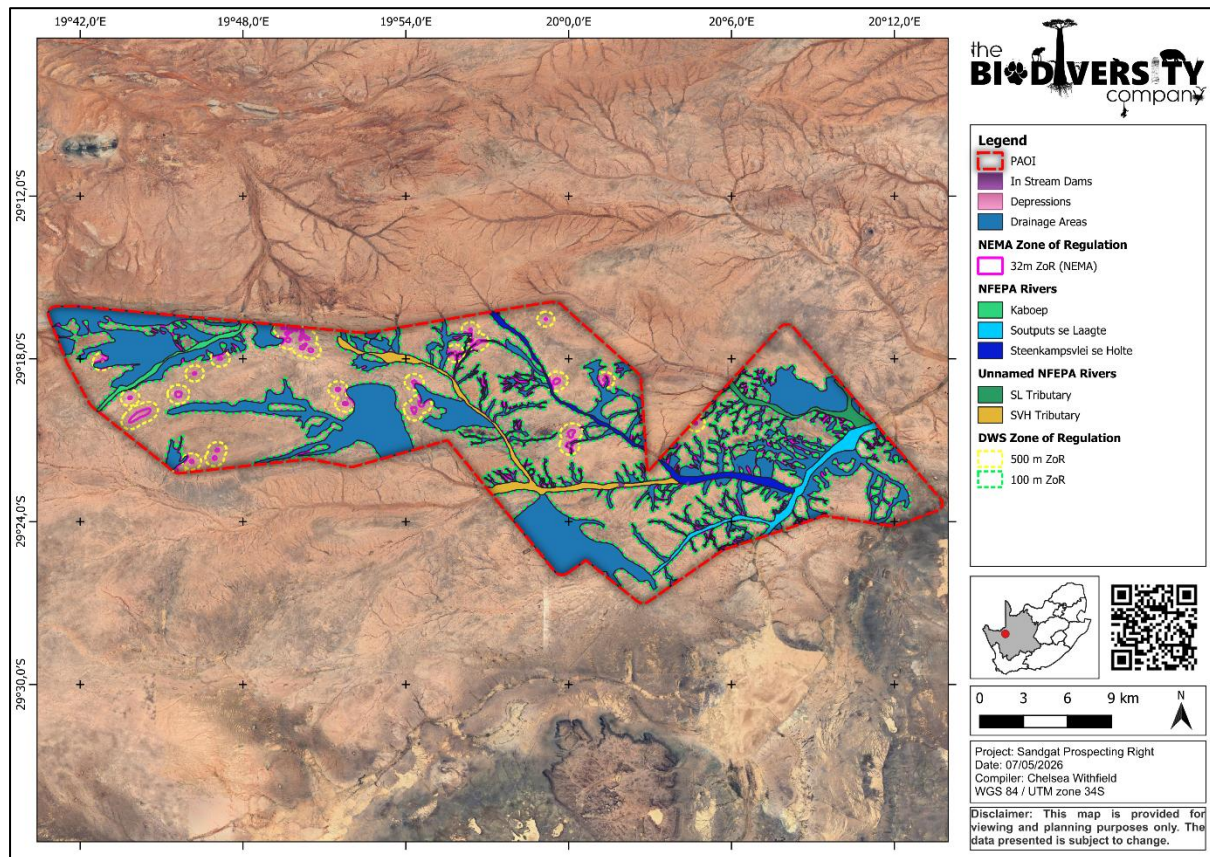 19°42,0'E 19°48,0'E 19°54,0'E 20°0,0'E 20°6,0'E 20°12,0'E
29°12,0'S
29°18,0'S
29°24,0'S
29°30,0'S
the
BIODIVERSITY
company
Legend
PAOI
In Stream Dams
Depressions
Drainage Areas
NEMA Zone of Regulation
32m ZoR (NEMA)
NFEPA Rivers
Kaboep
Soutputs se Laagte
Steenkampsvlei se Holte
Unnamed NFEPA Rivers
SL Tributary
SVH Tributary
DWS Zone of Regulation
500 m ZoR
100 m ZoR
0 3 6 9 km
N
Project: Sandgat Prospecting Right
Date: 07/05/2026
Compiler: Chelsea Withfield
WGS 84 / UTM zone 34S
Disclaimer: This map is provided for
viewing and planning purposes only. The
data presented is subject to change.